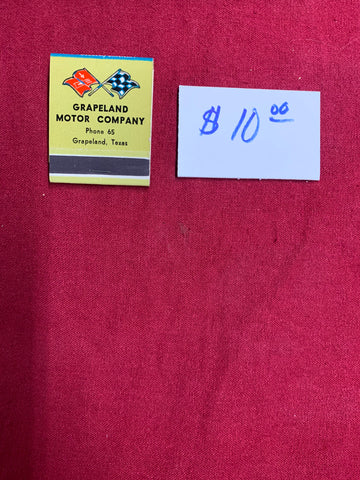 GRAPELAND
MOTOR COMPANY
Phone 65
Grapeland, Texas
$ 10.00